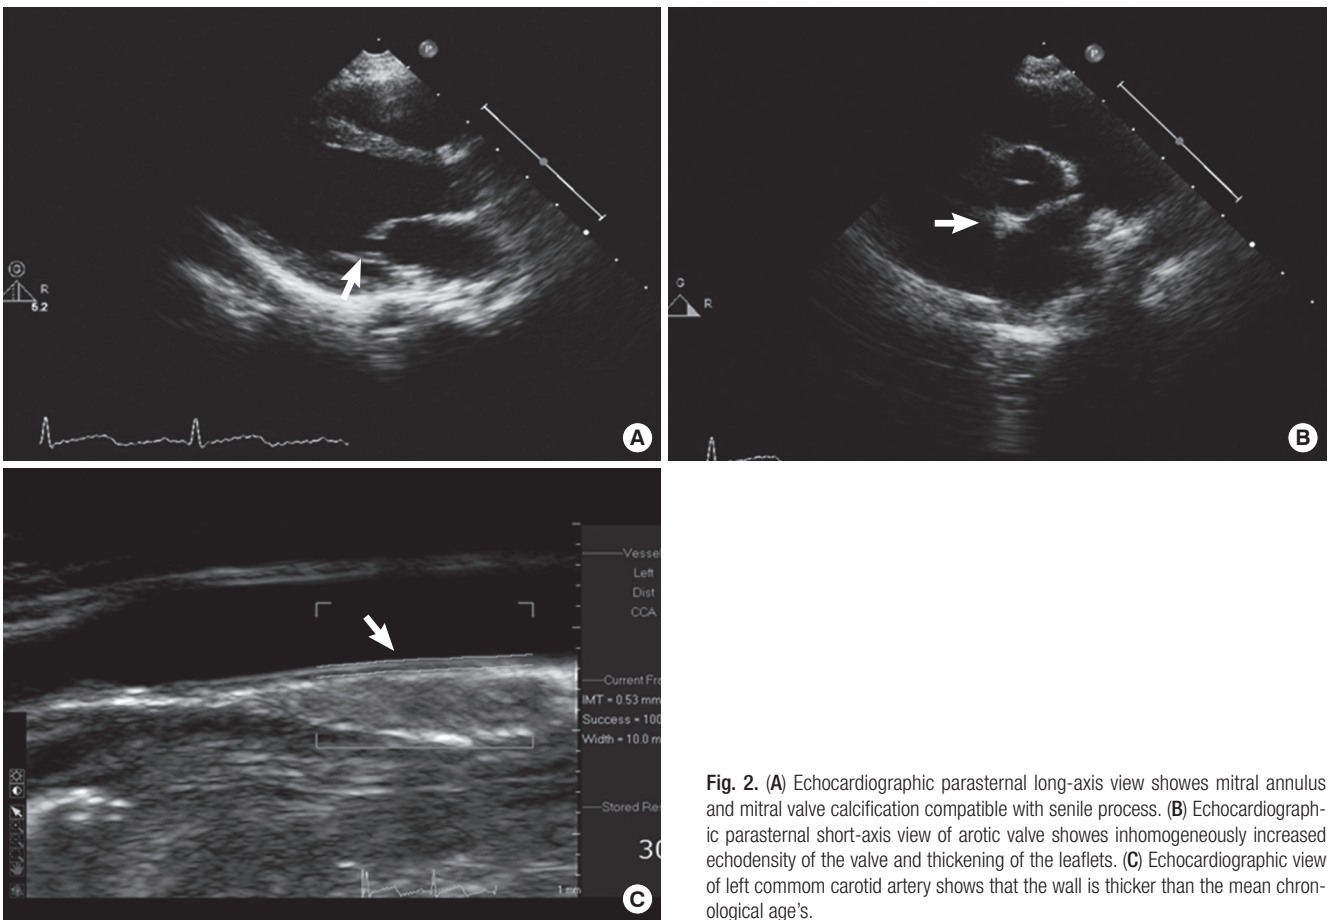 P
G
R
5.2
A
P
G
R
B
Vessel
Left
Dist
CCA
Current Fra
IMT = 0.53 mm
Success = 100
Width = 10.0 m
Stored Res
30
1 mm
C
Fig. 2. (A) Echocardiographic parasternal long-axis view showes mitral annulus
and mitral valve calcification compatible with senile process. (B) Echocardiograph-
ic parasternal short-axis view of arotic valve showes inhomogeneously increased
echodensity of the valve and thickening of the leaflets. (C) Echocardiographic view
of left commom carotid artery shows that the wall is thicker than the mean chron-
ological age's.